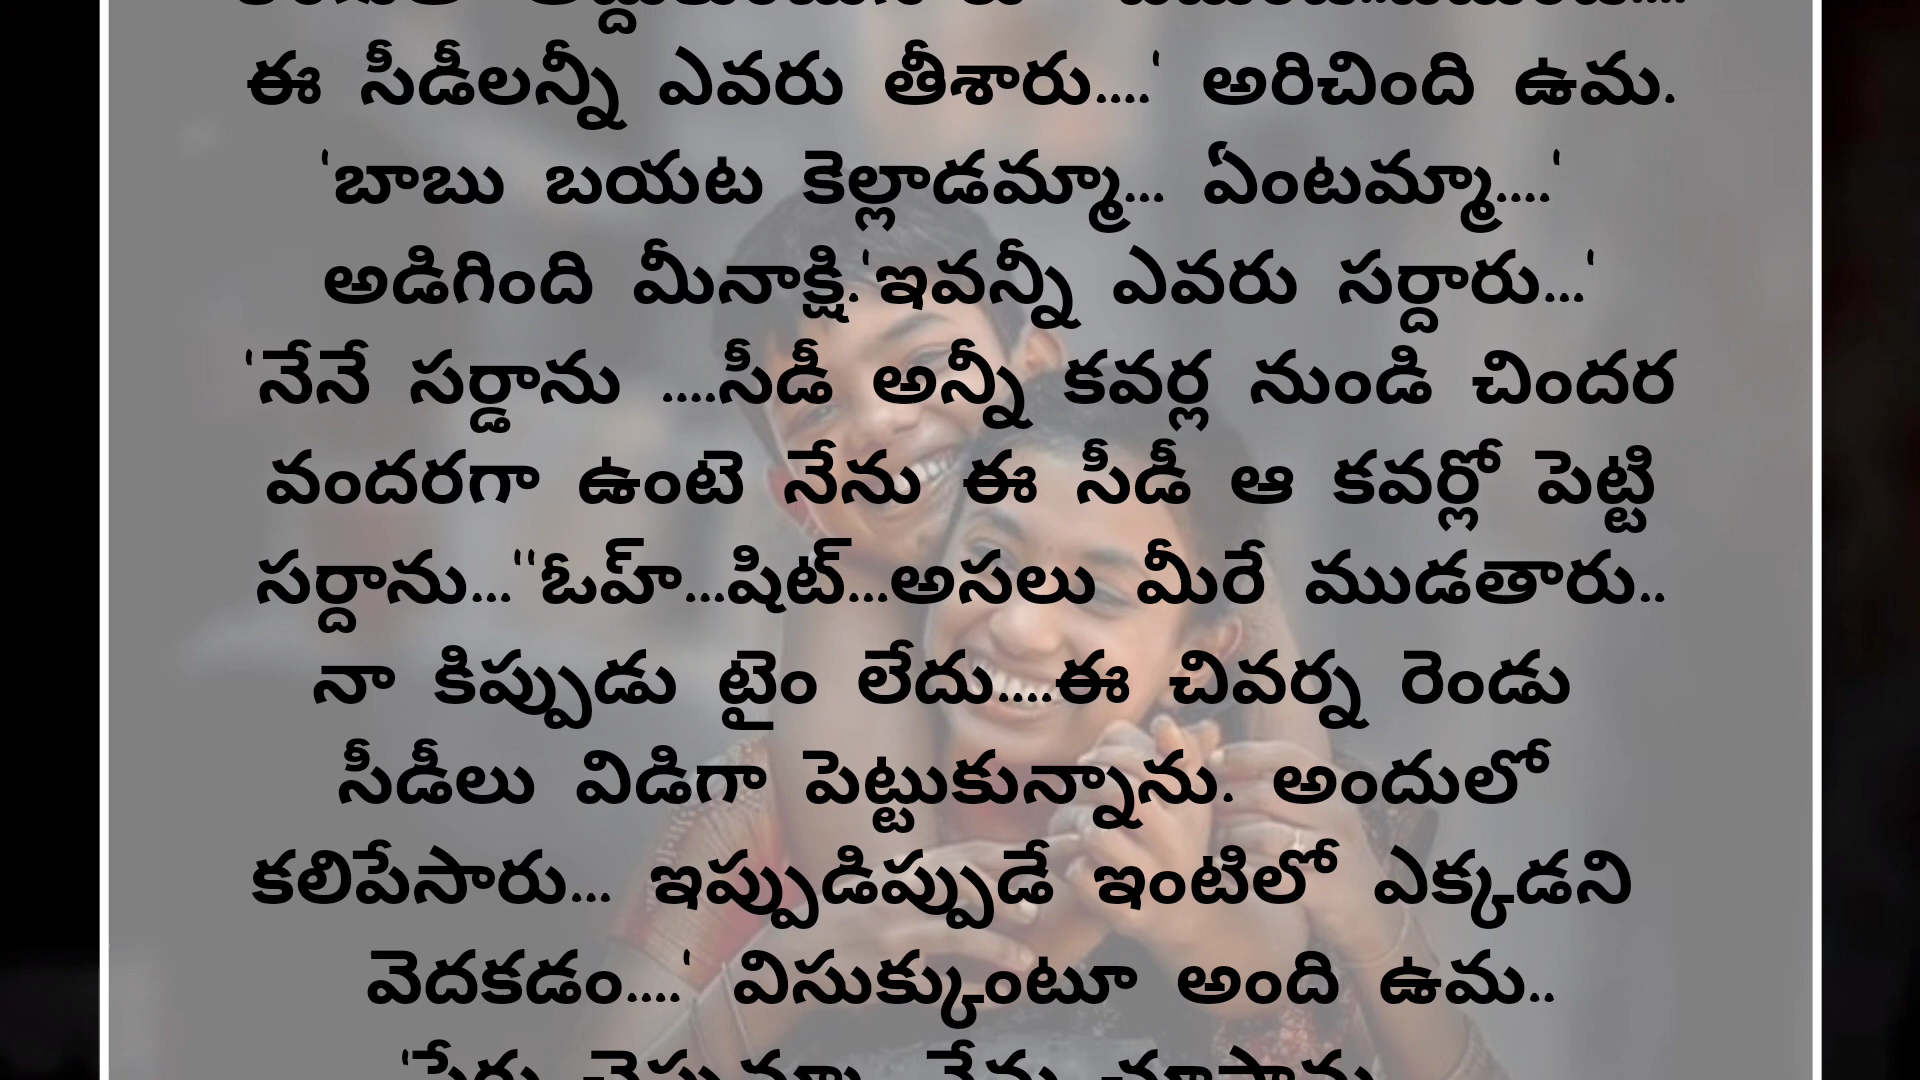 ఈ సీడీలన్నీ ఎవరు తీశారు....' అరిచింది ఉమ.
'బాబు బయట కెల్లాడమ్మా... ఏంటమ్మా....'
అడిగింది మీనాక్షి.'ఇవన్నీ ఎవరు సర్దారు...'
'నేనే సర్డాను ....సీడీ అన్నీ కవర్ల నుండి చిందర
వందరగా ఉంటె నేను ఈ సీడీ ఆ కవర్లో పెట్టి
సర్దాను...''ఓహ్...షిట్...అసలు మీరే ముడతారు..
నా కిప్పుడు టైం లేదు....ఈ చివర్న రెండు
సీడీలు విడిగా పెట్టుకున్నాను. అందులో
కలిపేసారు... ఇప్పుడిప్పుడే ఇంటిలో ఎక్కడని
వెదకడం....' విసుక్కుంటూ అంది ఉమ..